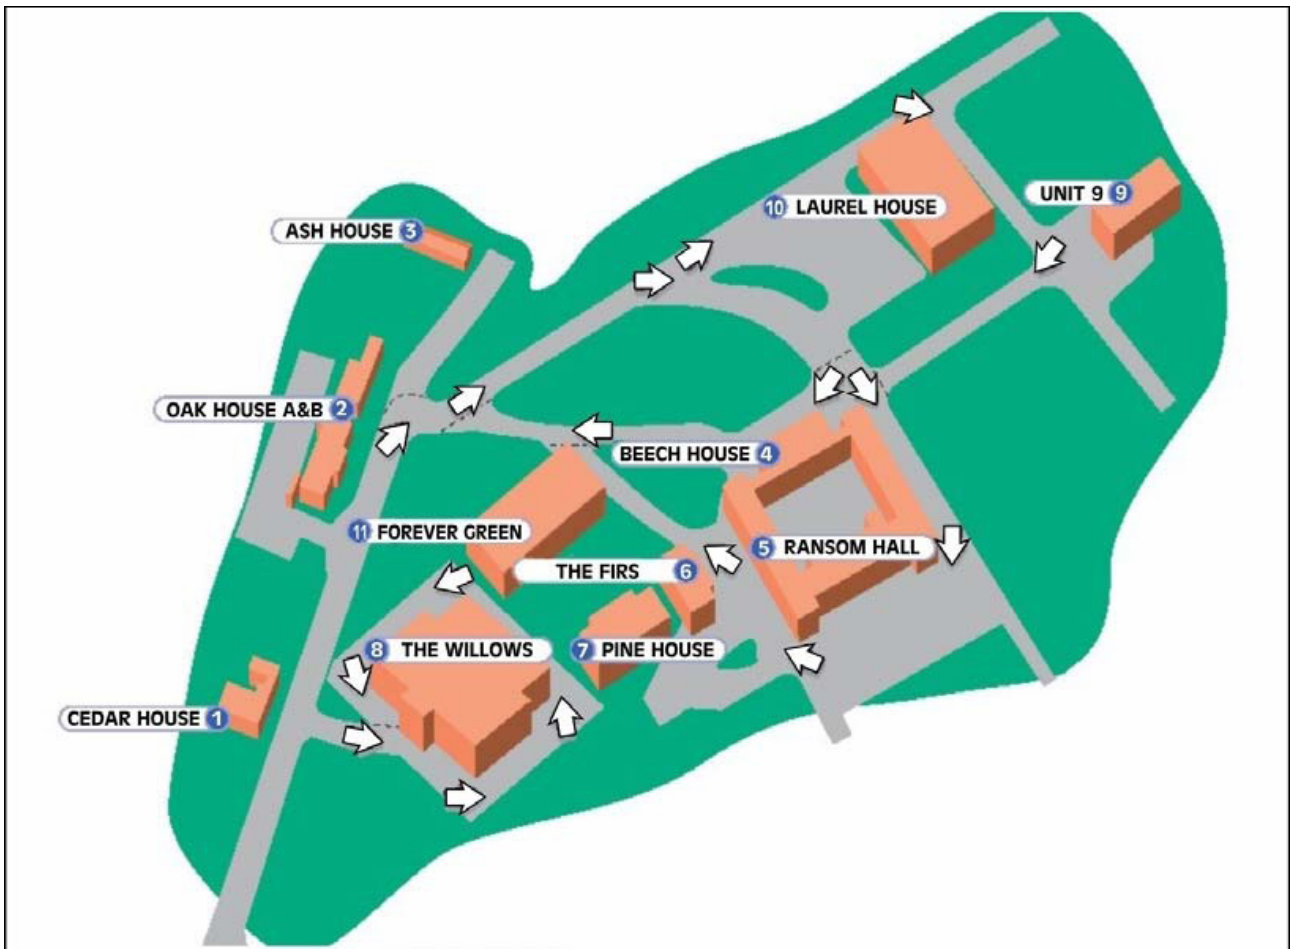 10 LAUREL HOUSE
UNIT 9 9
ASH HOUSE 3
OAK HOUSE A&B 2
BEECH HOUSE 4
11 FOREVER GREEN
5 RANSOM HALL
THE FIRS 6
8 THE WILLOWS
7 PINE HOUSE
CEDAR HOUSE 1